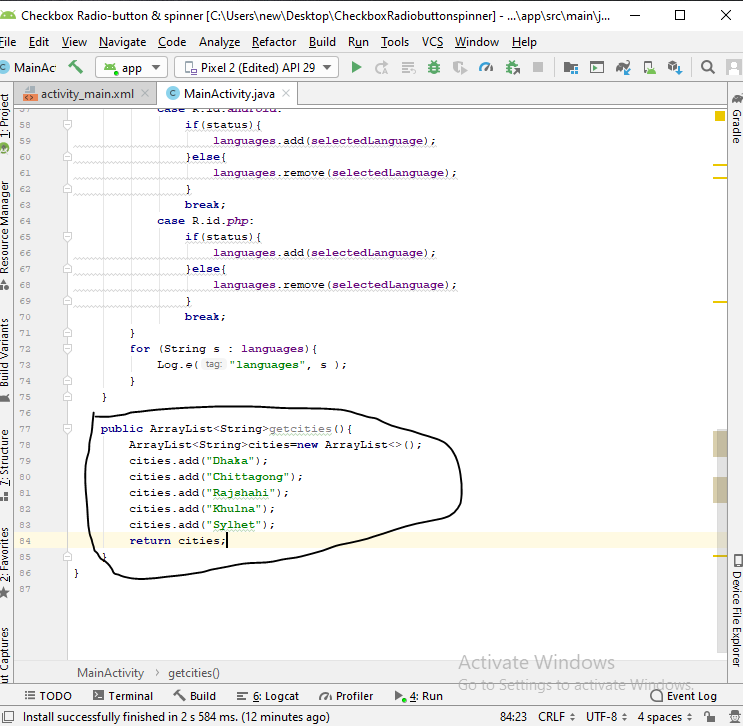 Checkbox Radio-button & spinner [C:\Users\new\Desktop\CheckboxRadiobuttonspinner] - ...\app\src\main\j...
File Edit View Navigate Code Analyze Refactor Build Run Tools VCS Window Help
MainAc app Pixel 2 (Edited) API 29
activity_main.xml MainActivity.java
1: Project
Resource Manager
Build Variants
7: Structure
2: Favorites
ut Captures
Gradle
Device File Explorer
57 case R.id.android:
58 if(status){
59 languages.add(selectedLanguage);
60 }else{
61 languages.remove(selectedLanguage);
62 }
63 break;
64 case R.id.php:
65 if(status){
66 languages.add(selectedLanguage);
67 }else{
68 languages.remove(selectedLanguage);
69 }
70 break;
71 }
72 for (String s : languages){
73 Log.e( tag: "languages", s );
74 }
75 }
76
77 public ArrayList<String>getcities(){
78 ArrayList<String>cities=new ArrayList<>();
79 cities.add("Dhaka");
80 cities.add("Chittagong");
81 cities.add("Rajshahi");
82 cities.add("Khulna");
83 cities.add("Sylhet");
84 return cities;
85 }
86 }
87
MainActivity › getcities()
Activate Windows
Go to Settings to activate Windows.
TODO Terminal Build 6: Logcat Profiler 4: Run Event Log
Install successfully finished in 2 s 584 ms. (12 minutes ago) 84:23 CRLF UTF-8 4 spaces